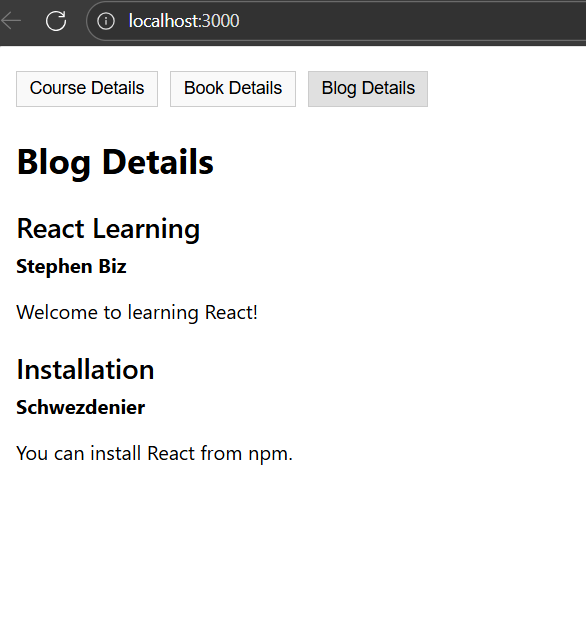 localhost:3000
Course Details Book Details Blog Details
Blog Details
React Learning
Stephen Biz
Welcome to learning React!
Installation
Schwezdenier
You can install React from npm.